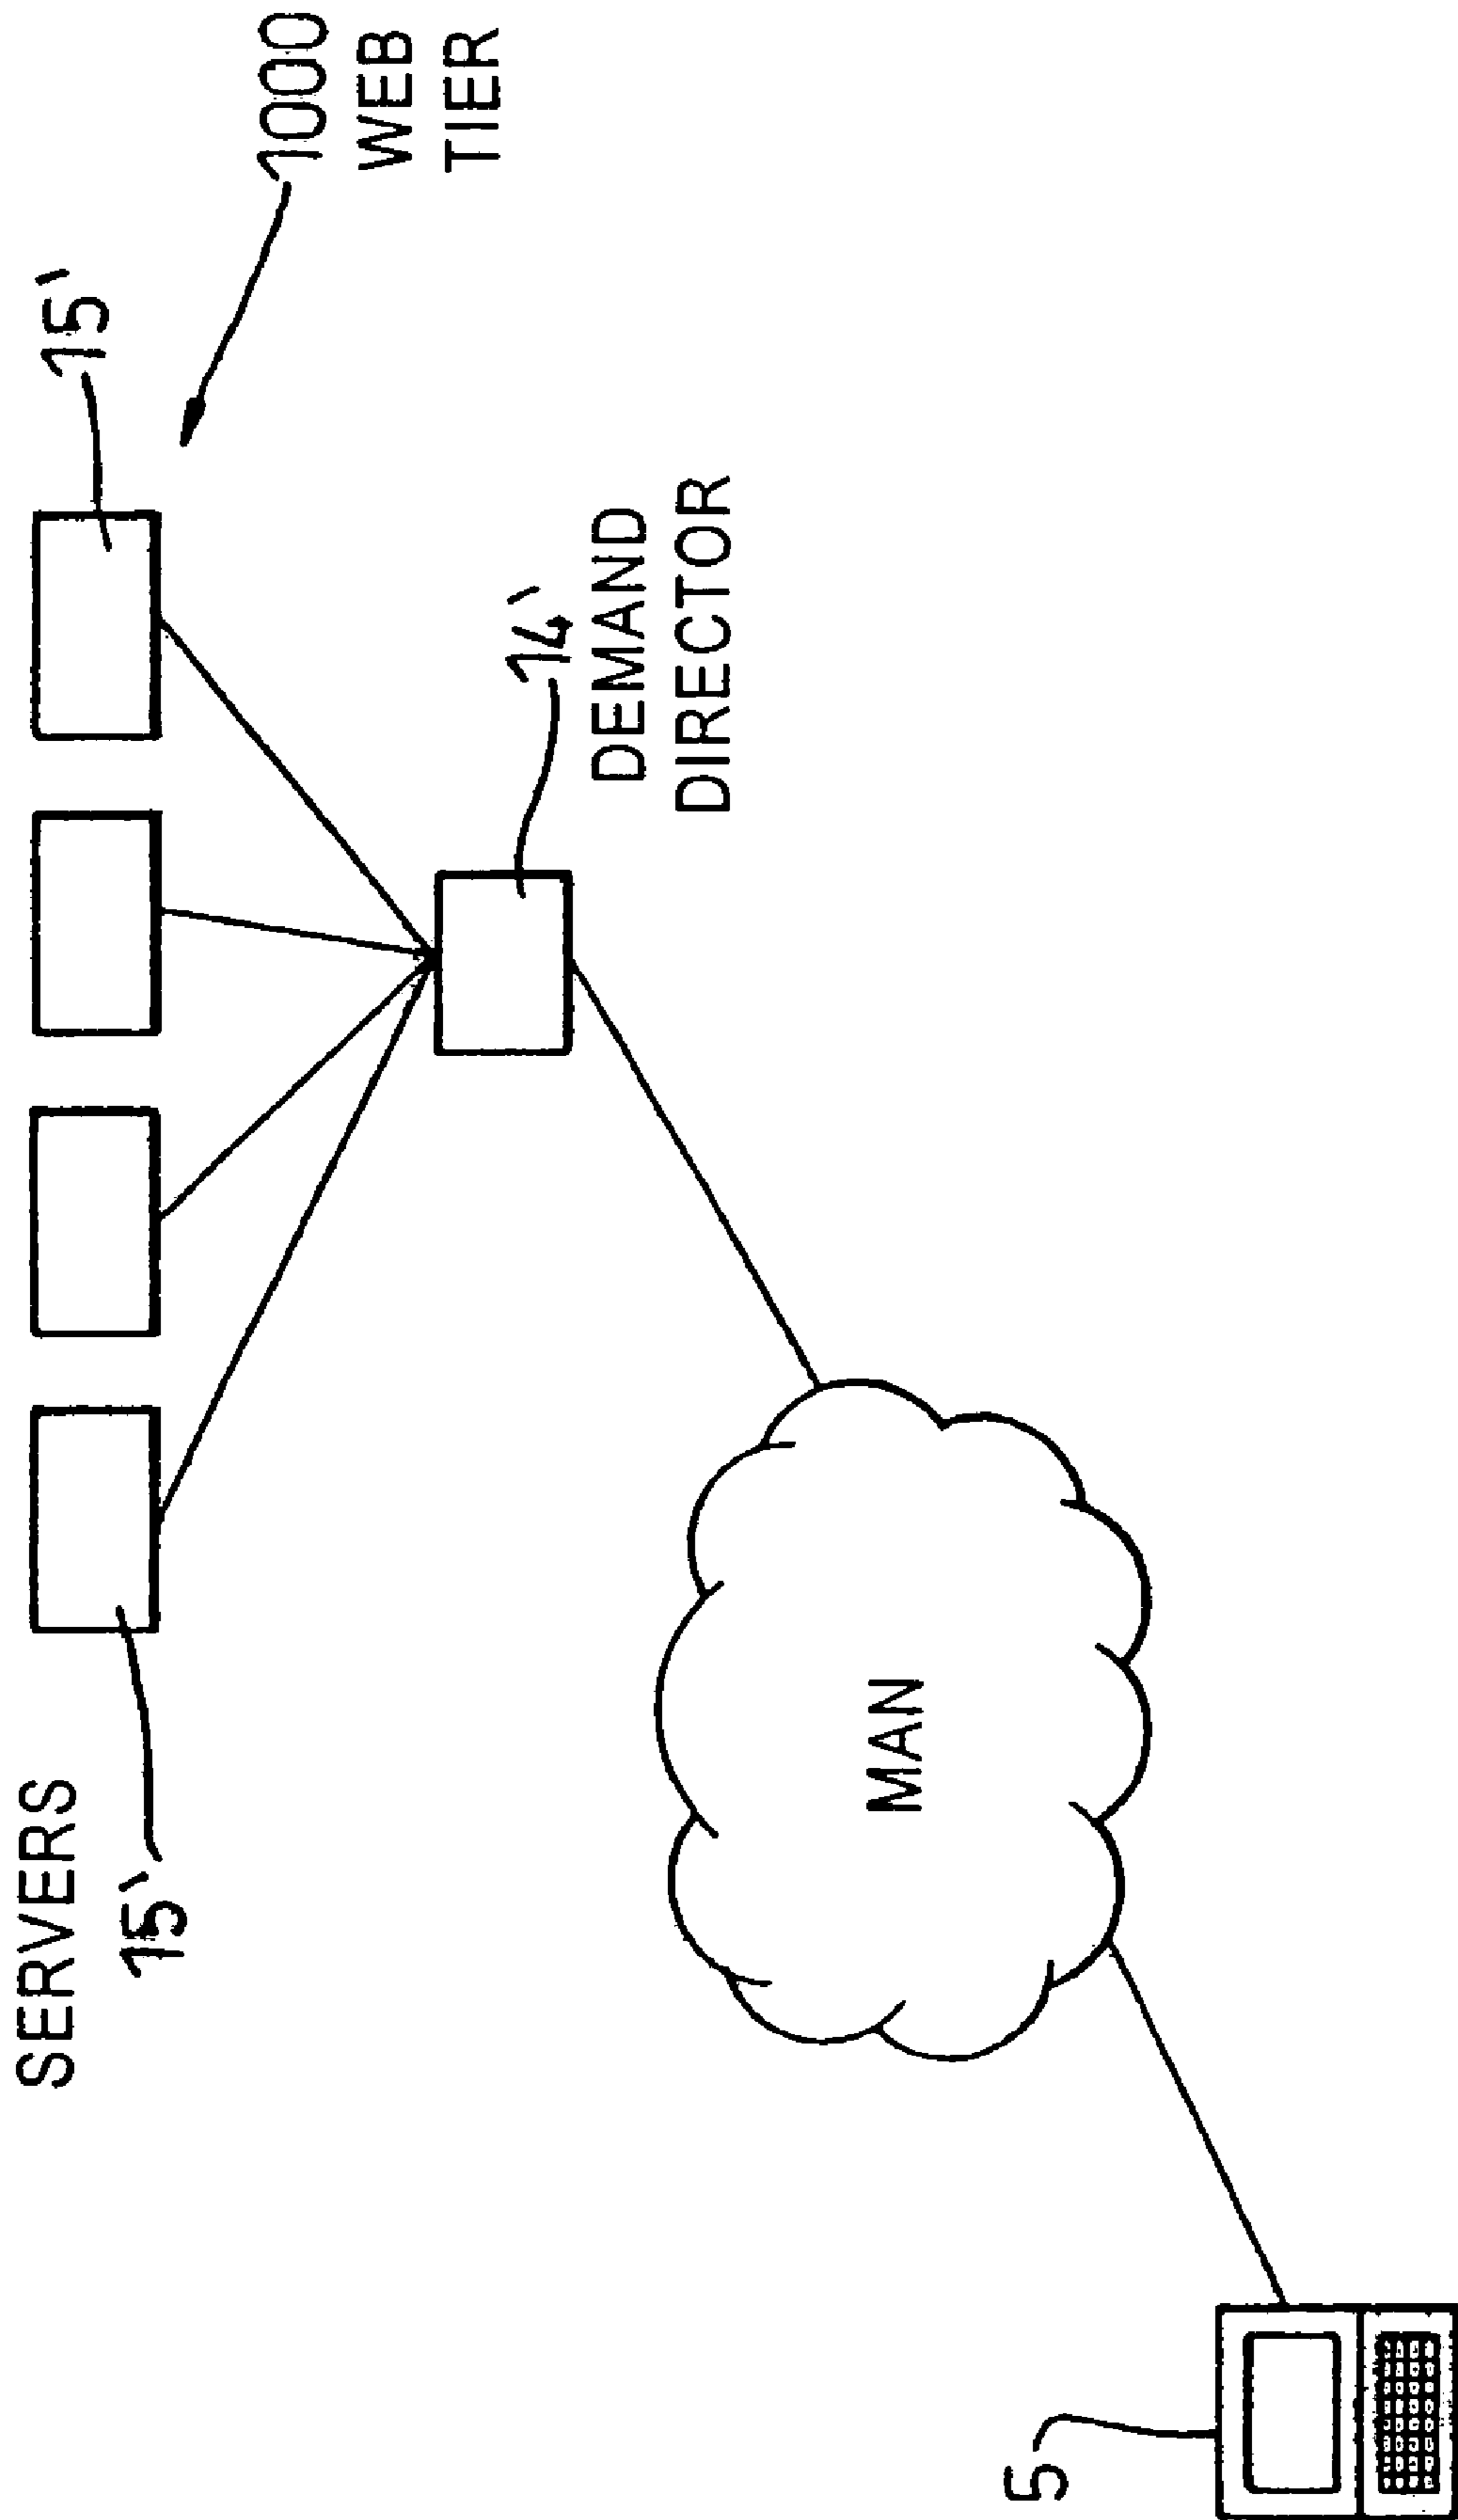 SERVERS
15'
15'
1000
WEB
TIER
14'
DEMAND
DIRECTOR
MAN
5